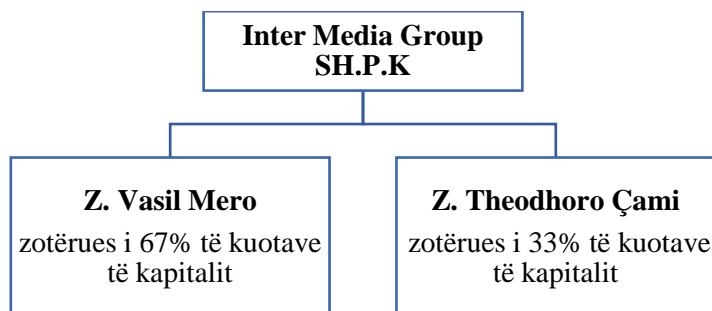 Inter Media Group
SH.P.K
Z. Vasil Mero
zotërues i 67% të kuotave
të kapitalit
Z. Theodhoro Çami
zotërues i 33% të kuotave
të kapitalit